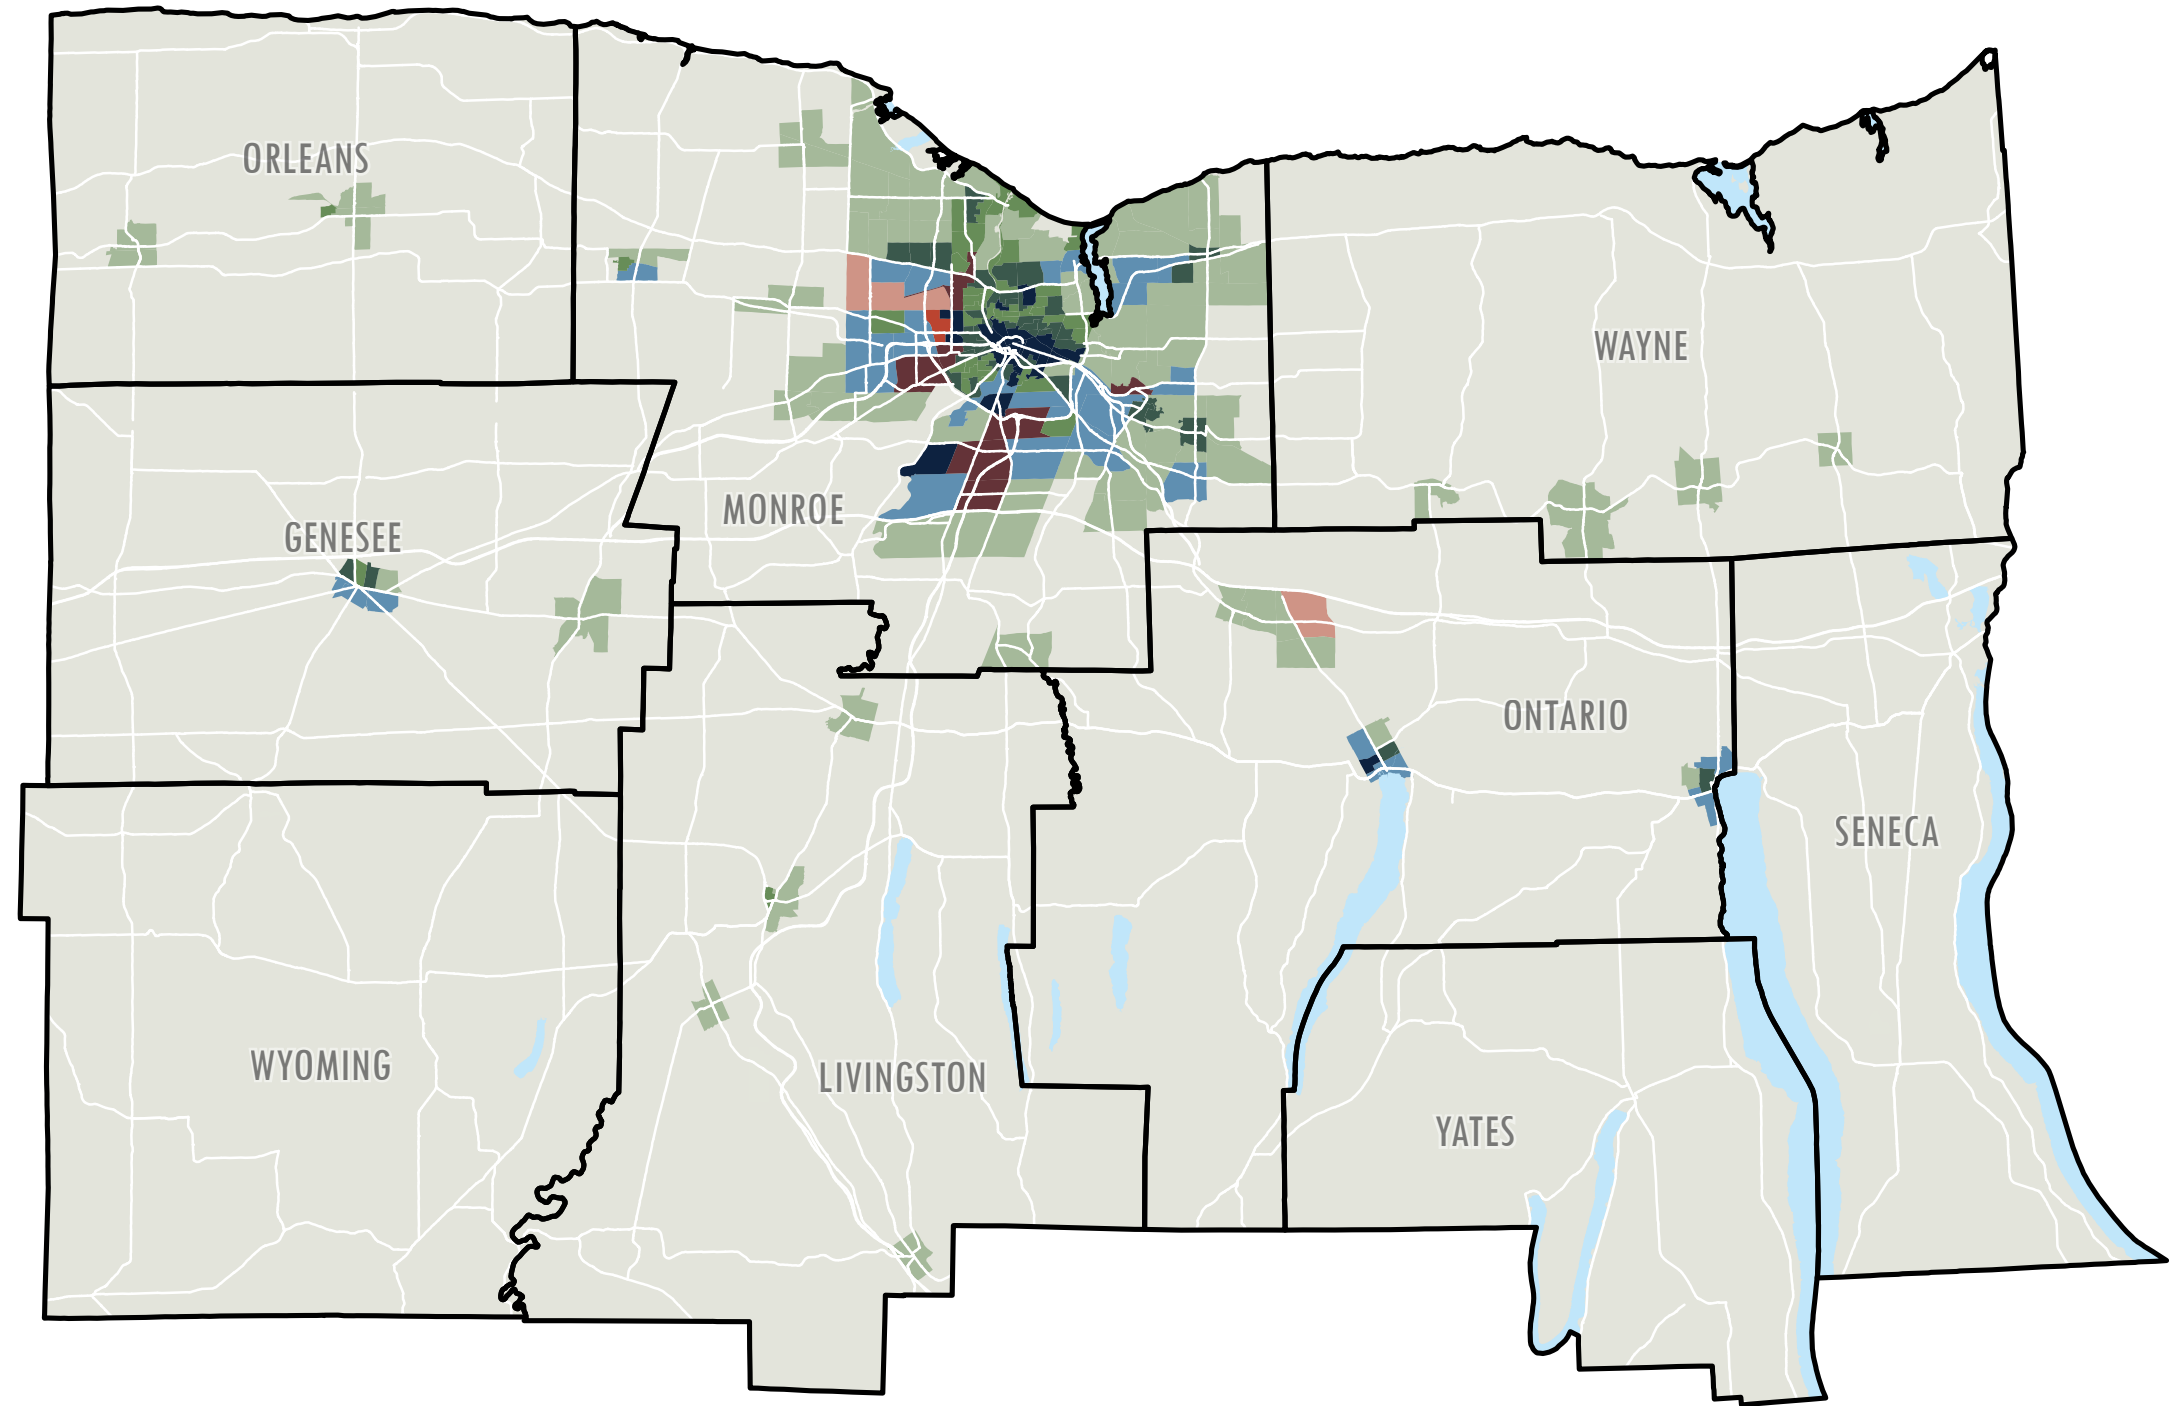 ORLEANS
WAYNE
MONROE
GENESEE
ONTARIO
SENECA
WYOMING
LIVINGSTON
YATES